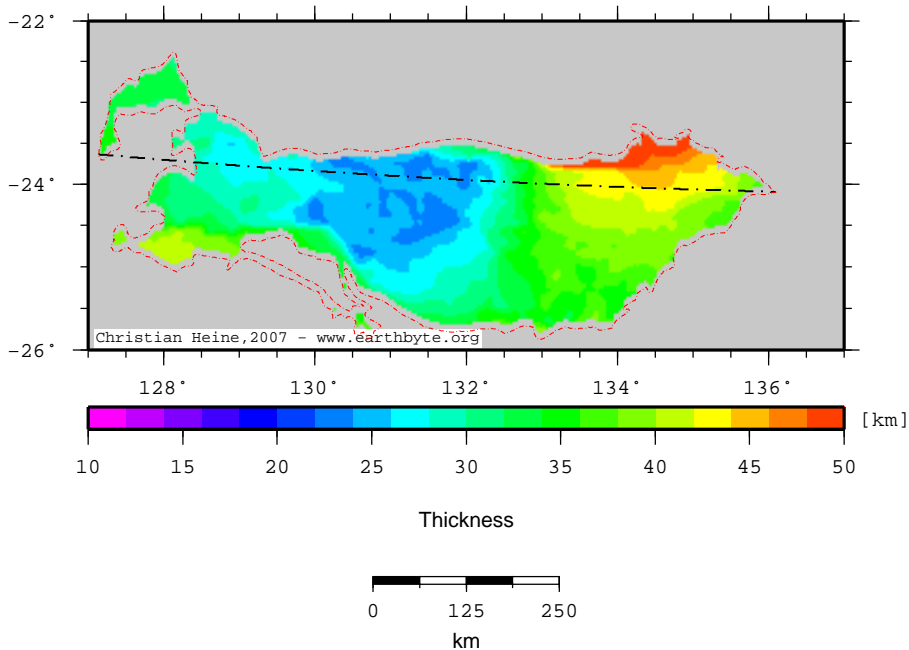 −22˚
−24˚
−26˚
Christian Heine,2007 - www.earthbyte.org
128˚ 130˚ 132˚ 134˚ 136˚
[km]
10 15 20 25 30 35 40 45 50
Thickness
0 125 250
km